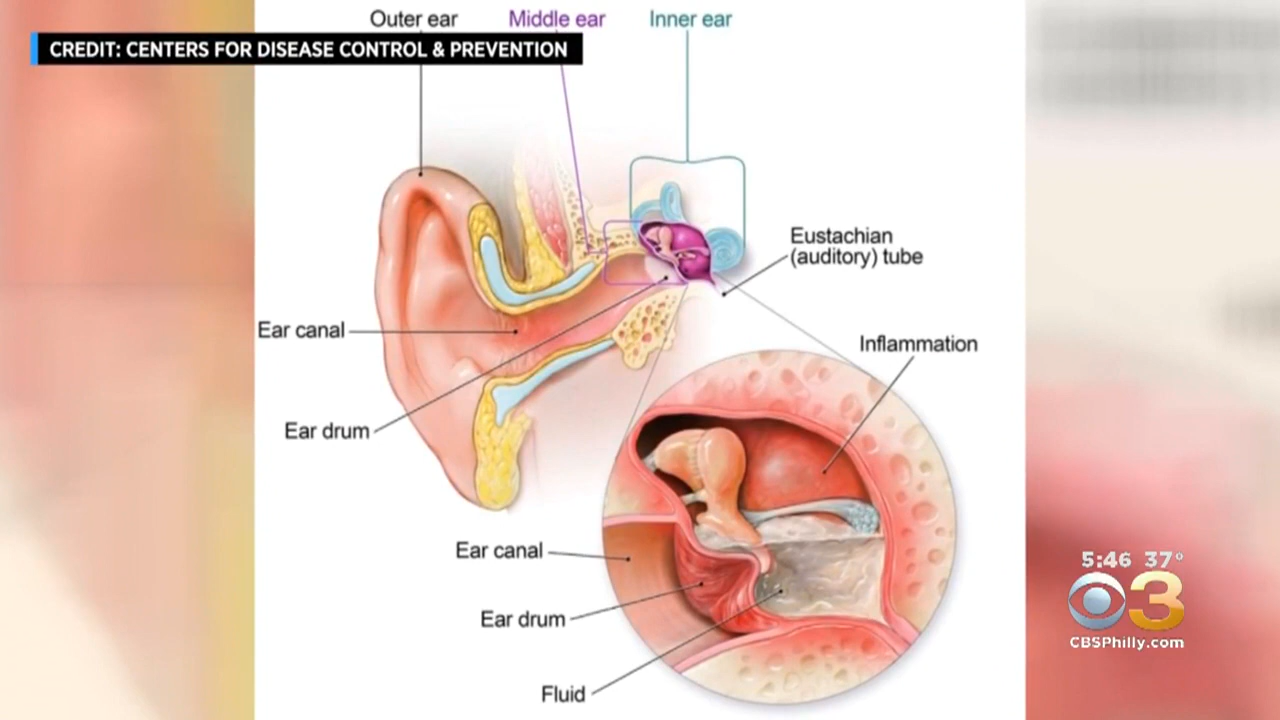 Outer ear
Middle ear
Inner ear
CREDIT: CENTERS FOR DISEASE CONTROL & PREVENTION
Eustachian
(auditory) tube
Ear canal
Inflammation
Ear drum
Ear canal
Ear drum
Fluid
5:46 37°
3
CBSPhilly.com